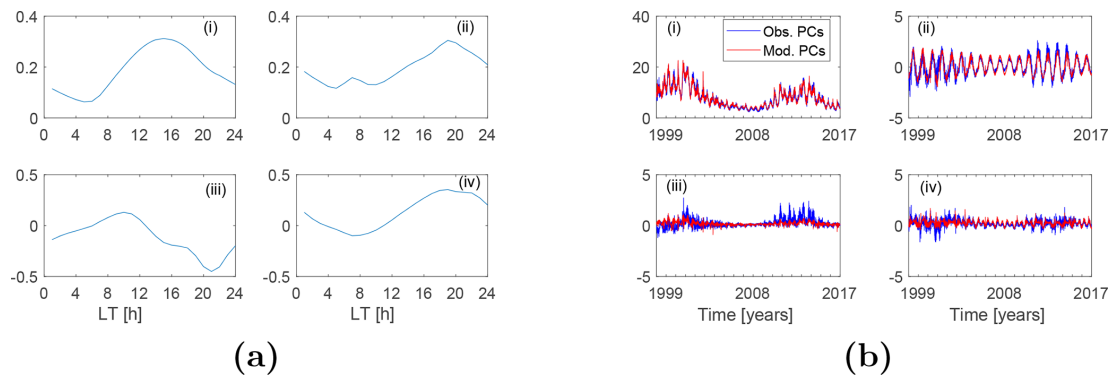 0.4
(i)
0.2
0
0 4 8 12 16 20 24
0.4
(ii)
0.2
0
0 4 8 12 16 20 24
0.5
(iii)
0
-0.5
0 4 8 12 16 20 24
LT [h]
0.4
(iv)
0.2
0
-0.2
0 4 8 12 16 20 24
LT [h]
(a)
40
(i)
Obs. PCs
Mod. PCs
20
0
1999 2008 2017
5
(ii)
0
-5
1999 2008 2017
5
(iii)
0
-5
1999 2008 2017
Time [years]
5
(iv)
0
-5
1999 2008 2017
Time [years]
(b)